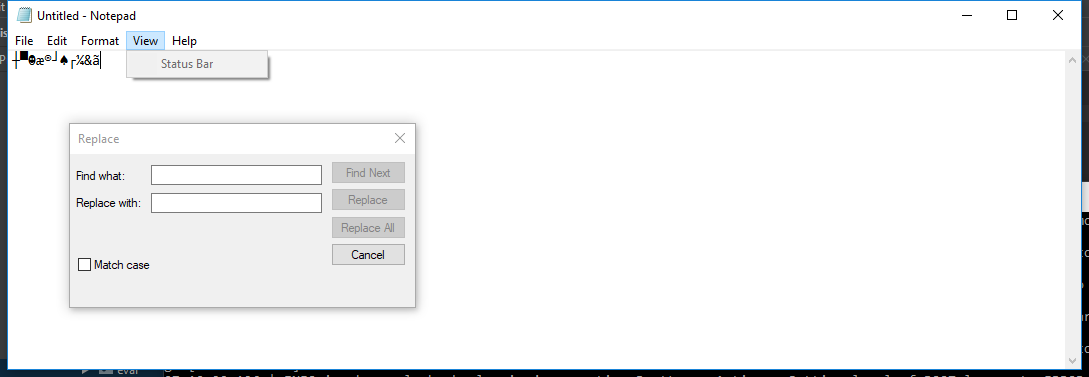 Untitled - Notepad
File Edit Format View Help
┼▀☻æ®┘♠┌¼&ã
Status Bar
Replace
Find what:
Find Next
Replace with:
Replace
Replace All
Cancel
Match case
eval